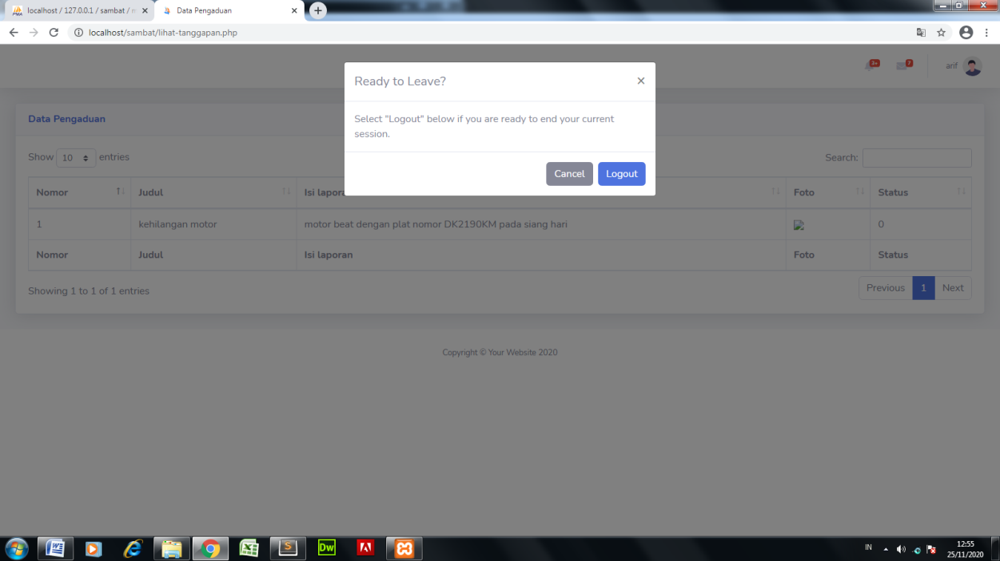 localhost / 127.0.0.1 / sambat /
Data Pengaduan
localhost/sambat/lihat-tanggapan.php
3+
7
arif
Ready to Leave?
×
Select "Logout" below if you are ready to end your current
session.
Cancel
Logout
Data Pengaduan
Show 10 entries
Search:
Nomor
Judul
Isi lapora
Foto
Status
1
kehilangan motor
motor beat dengan plat nomor DK2190KM pada siang hari
0
Nomor
Judul
Isi laporan
Foto
Status
Showing 1 to 1 of 1 entries
Previous
1
Next
Copyright © Your Website 2020
Dw
IN
12:55
25/11/2020